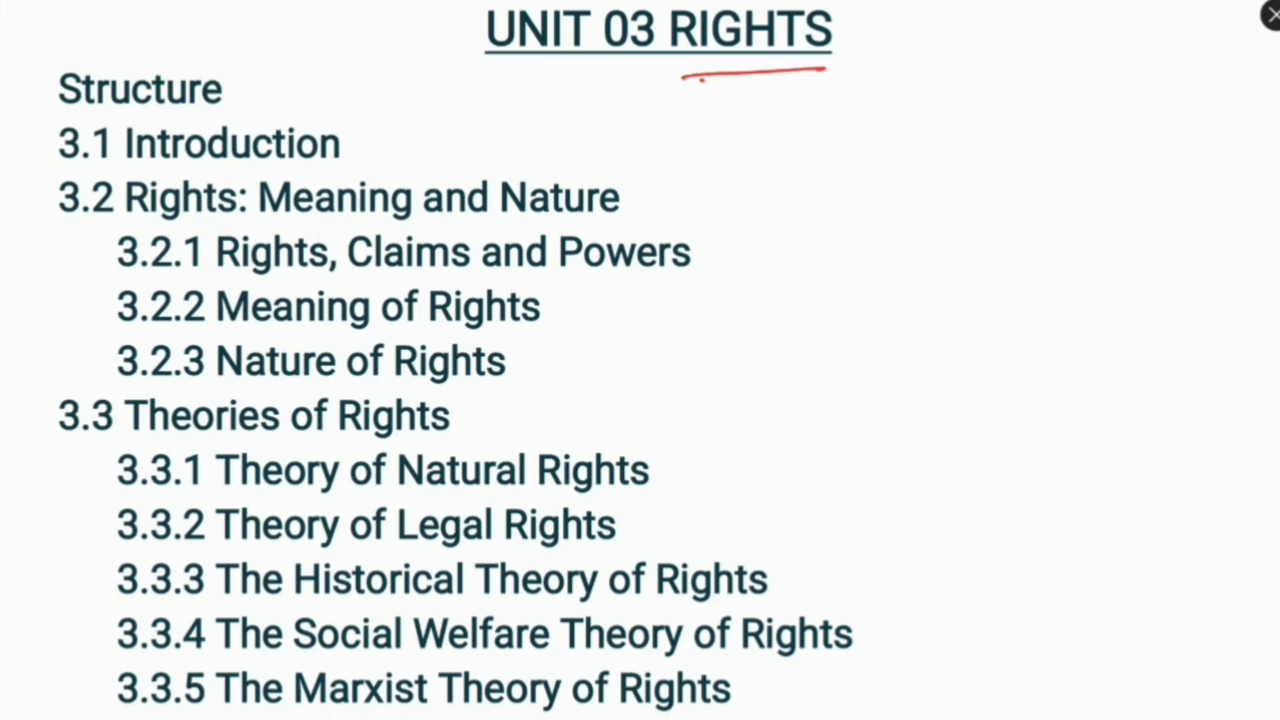 UNIT 03 RIGHTS
Structure
3.1 Introduction
3.2 Rights: Meaning and Nature
3.2.1 Rights, Claims and Powers
3.2.2 Meaning of Rights
3.2.3 Nature of Rights
3.3 Theories of Rights
3.3.1 Theory of Natural Rights
3.3.2 Theory of Legal Rights
3.3.3 The Historical Theory of Rights
3.3.4 The Social Welfare Theory of Rights
3.3.5 The Marxist Theory of Rights